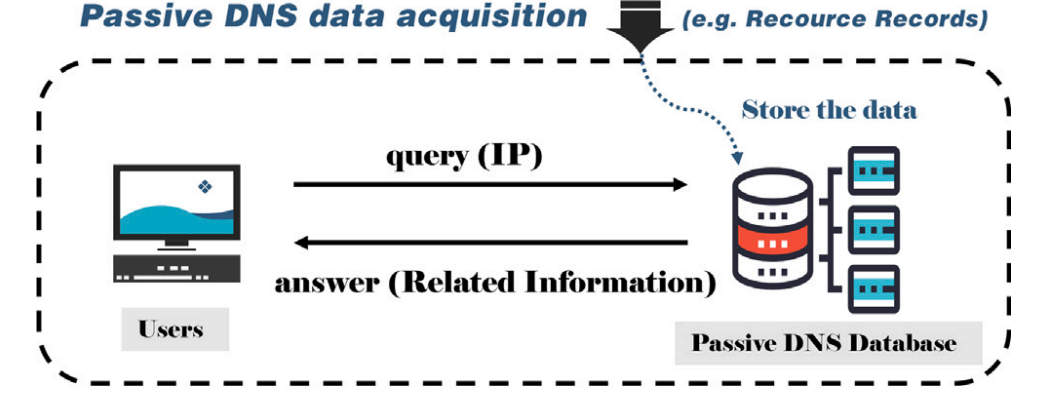 Passive DNS data acquisition (e.g. Recource Records)
Store the data
query (IP)
answer (Related Information)
Users
Passive DNS Database